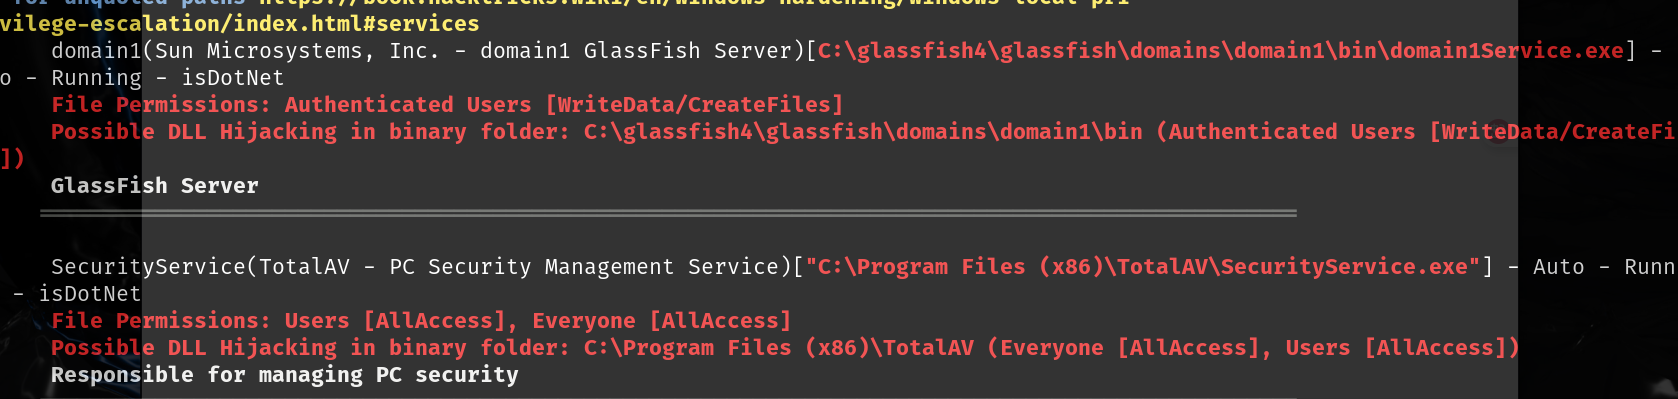 for unquoted paths https://book.hacktricks.wiki/en/windows-hardening/windows-local-pri
vilege-escalation/index.html#services
domain1(Sun Microsystems, Inc. - domain1 GlassFish Server)[C:\glassfish4\glassfish\domains\domain1\bin\domain1Service.exe] -
o - Running - isDotNet
File Permissions: Authenticated Users [WriteData/CreateFiles]
Possible DLL Hijacking in binary folder: C:\glassfish4\glassfish\domains\domain1\bin (Authenticated Users [WriteData/CreateFi
])
GlassFish Server
SecurityService(TotalAV - PC Security Management Service)["C:\Program Files (x86)\TotalAV\SecurityService.exe"] - Auto - Runn
- isDotNet
File Permissions: Users [AllAccess], Everyone [AllAccess]
Possible DLL Hijacking in binary folder: C:\Program Files (x86)\TotalAV (Everyone [AllAccess], Users [AllAccess])
Responsible for managing PC security